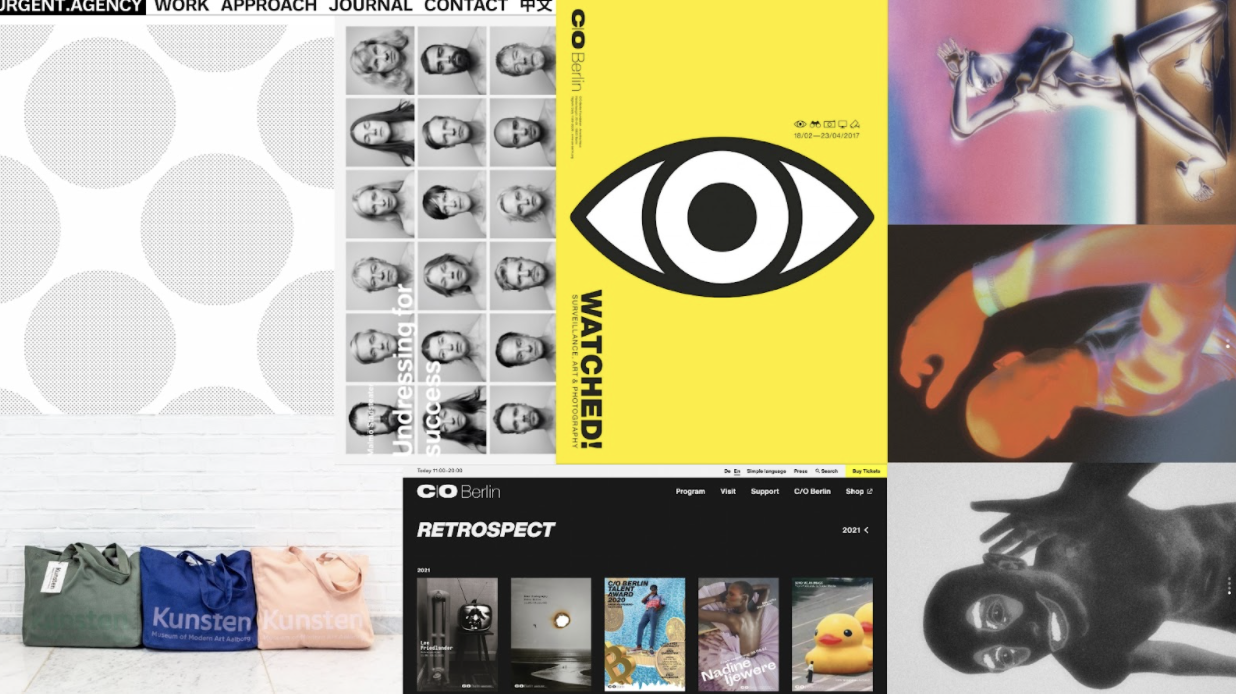 URGENT.AGENCY WORK APPROACH JOURNAL CONTACT 中文
Undressing for
success
C/O Berlin
18/02—23/04/2017
WATCHED!
SURVEILLANCE, ART & PHOTOGRAPHY
Kunsten
Kunsten
Museum of Modern Art Aalborg
Kunsten
Today 11:00–20:00
De En Simple language Press Search Buy Tickets
C/O Berlin
Program Visit Support C/O Berlin Shop
RETROSPECT
2021
2021
Lee
Friedlander
C/O BERLIN
TALENT
AWARD
2020
Nadine
Ijewere